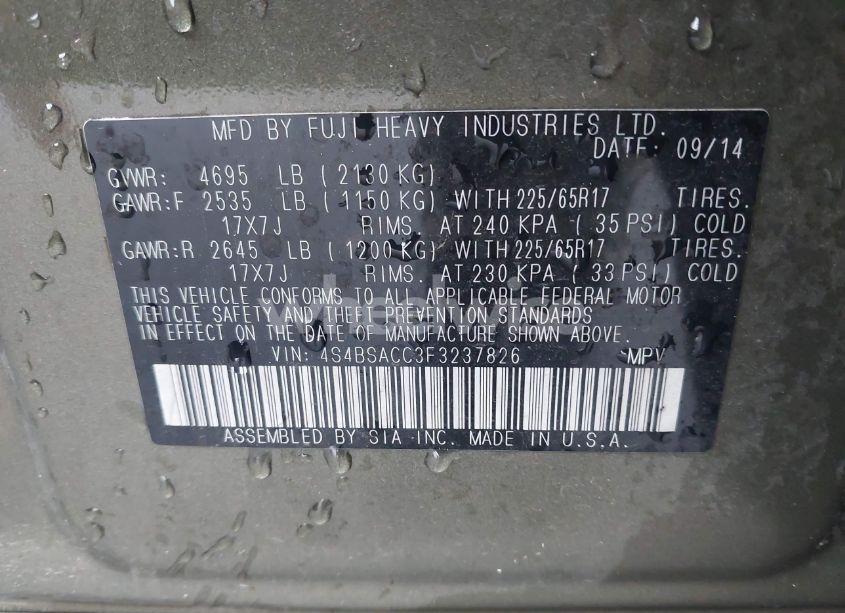 MFD BY FUJI HEAVY INDUSTRIES LTD.
DATE: 09/14
GVWR: 4695 LB ( 2130 KG)
GAWR:F 2535 LB ( 1150 KG) WITH 225/65R17 TIRES.
17X7J RIMS. AT 240 KPA ( 35 PSI) COLD
GAWR:R 2645 LB ( 1200 KG) WITH 225/65R17 TIRES.
17X7J RIMS. AT 230 KPA ( 33 PSI) COLD
THIS VEHICLE CONFORMS TO ALL APPLICABLE FEDERAL MOTOR
VEHICLE SAFETY AND THEFT PREVENTION STANDARDS
IN EFFECT ON THE DATE OF MANUFACTURE SHOWN ABOVE.
VIN: 4S4BSACC3F3237826 MPV
ASSEMBLED BY SIA INC. MADE IN U.S.A.